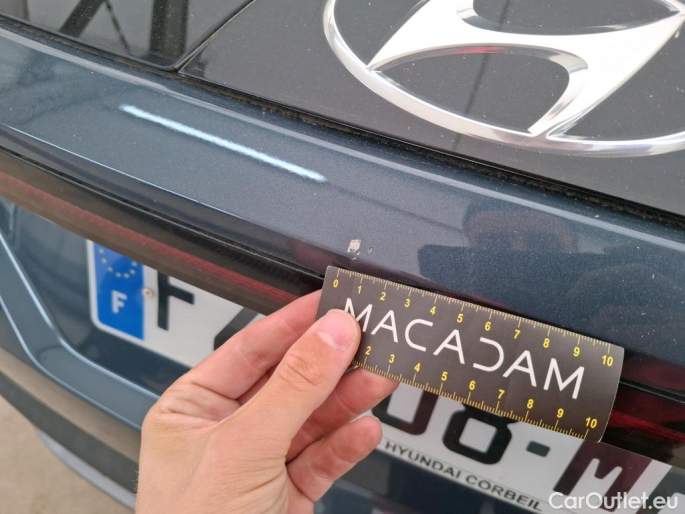 F
F
0 1 2 3 4 5 6 7 8 9 10
MACADAM
2 3 4 5 6 7 8 9 10
08-M
HYUNDAI CORBEIL
CarOutlet.eu